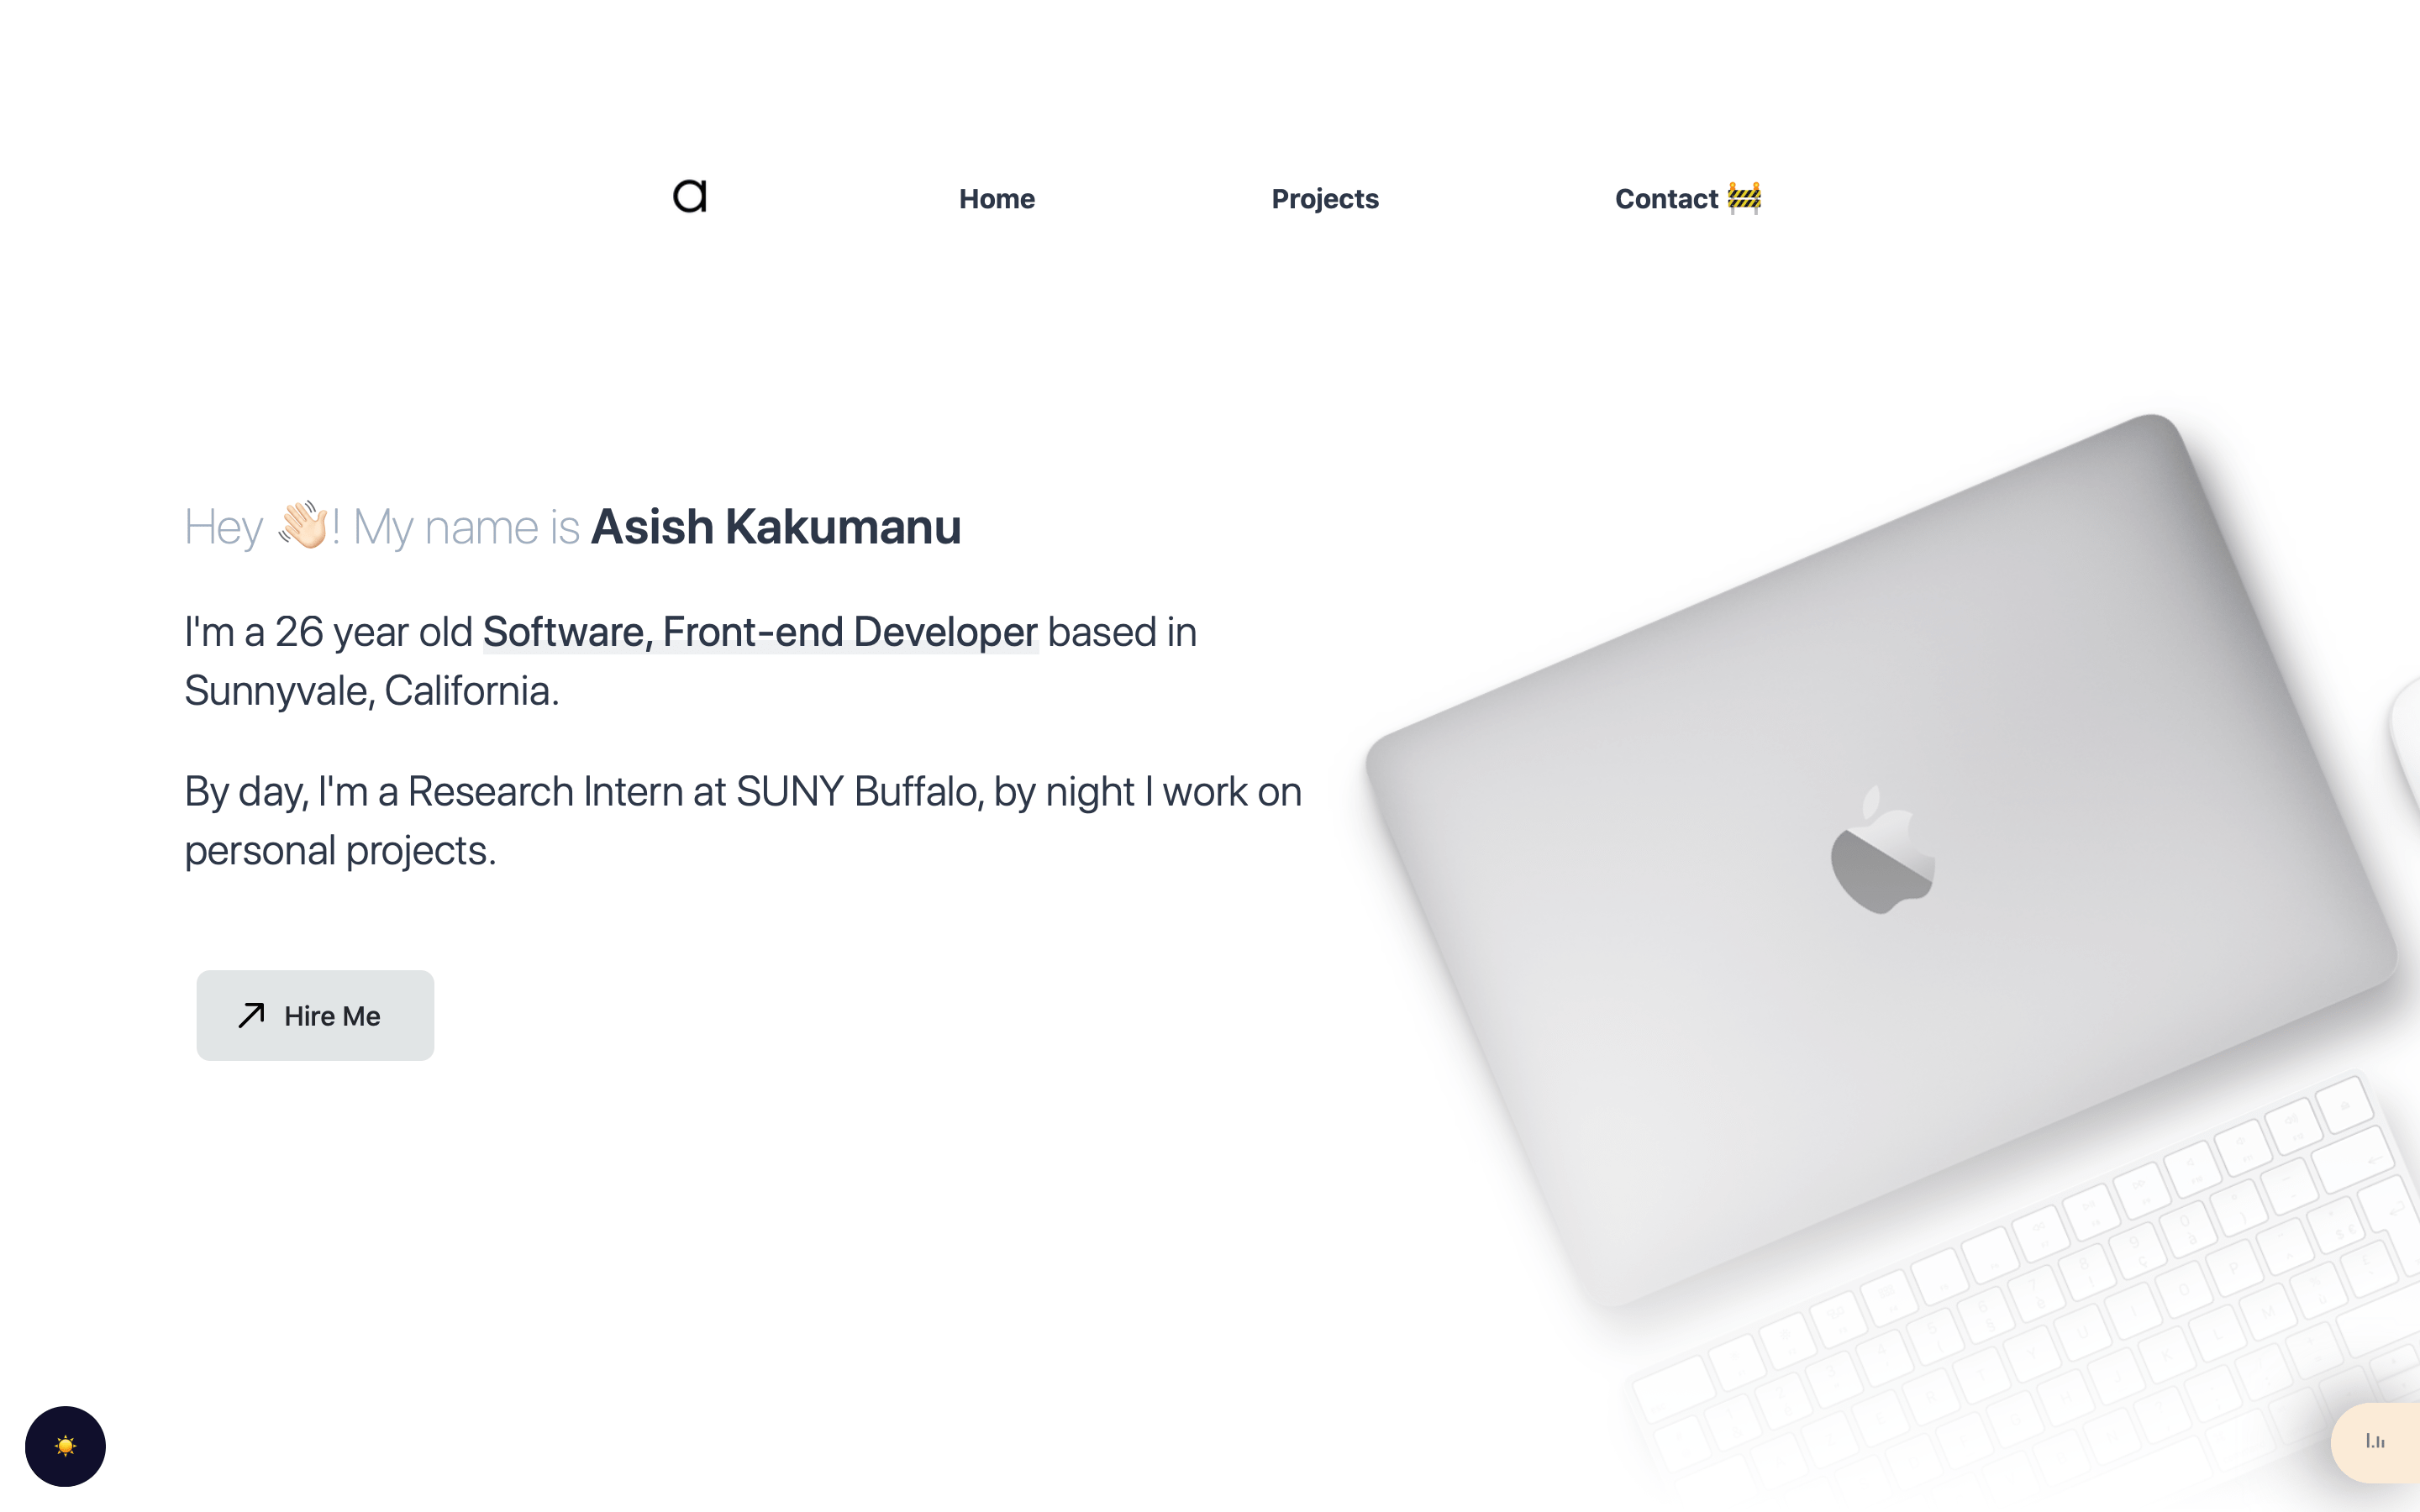 a
Home
Projects
Contact 🚧
Hey 👋🏻! My name is Asish Kakumanu
I'm a 26 year old Software, Front-end Developer based in
Sunnyvale, California.
By day, I'm a Research Intern at SUNY Buffalo, by night I work on
personal projects.
Hire Me